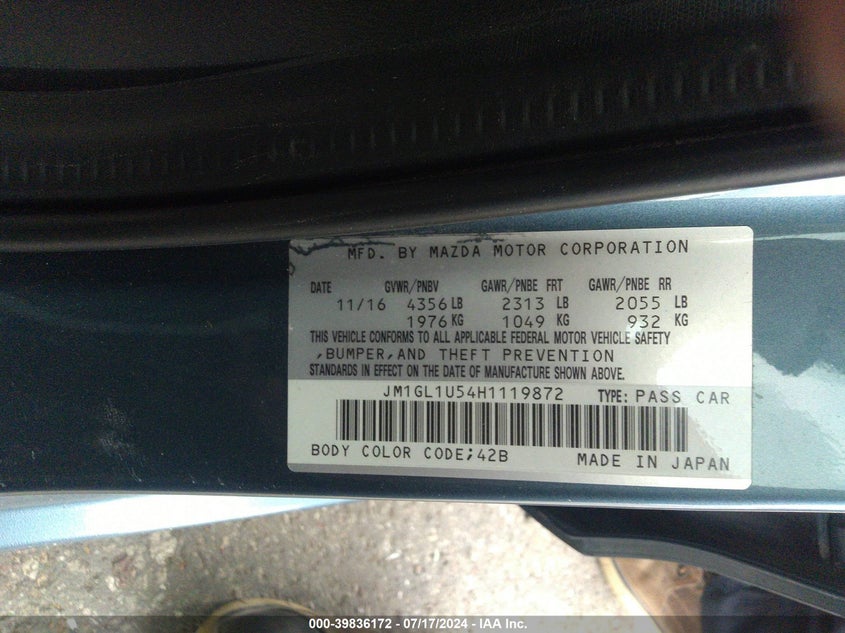 MFD. BY MAZDA MOTOR CORPORATION
DATE GVWR/PNBV GAWR/PNBE FRT GAWR/PNBE RR
11/16 4356 LB 2313 LB 2055 LB
1976 KG 1049 KG 932 KG
THIS VEHICLE CONFORMS TO ALL APPLICABLE FEDERAL MOTOR VEHICLE SAFETY
,BUMPER,AND THEFT PREVENTION
STANDARDS IN EFFECT ON THE DATE OF MANUFACTURE SHOWN ABOVE.
JM1GL1U54H1119872 TYPE: PASS CAR
BODY COLOR CODE;42B MADE IN JAPAN
000-39836172 - 07/17/2024 - IAA Inc.